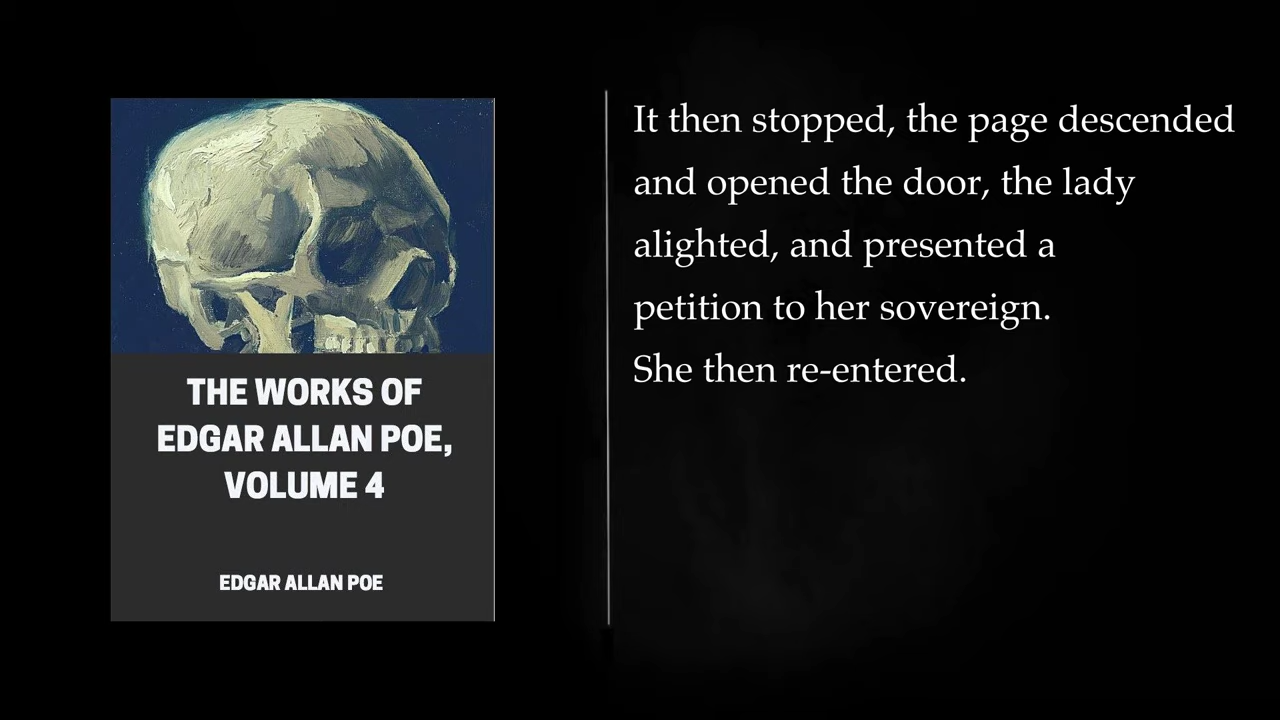 THE WORKS OF
EDGAR ALLAN POE,
VOLUME 4
EDGAR ALLAN POE
It then stopped, the page descended
and opened the door, the lady
alighted, and presented a
petition to her sovereign.
She then re-entered.